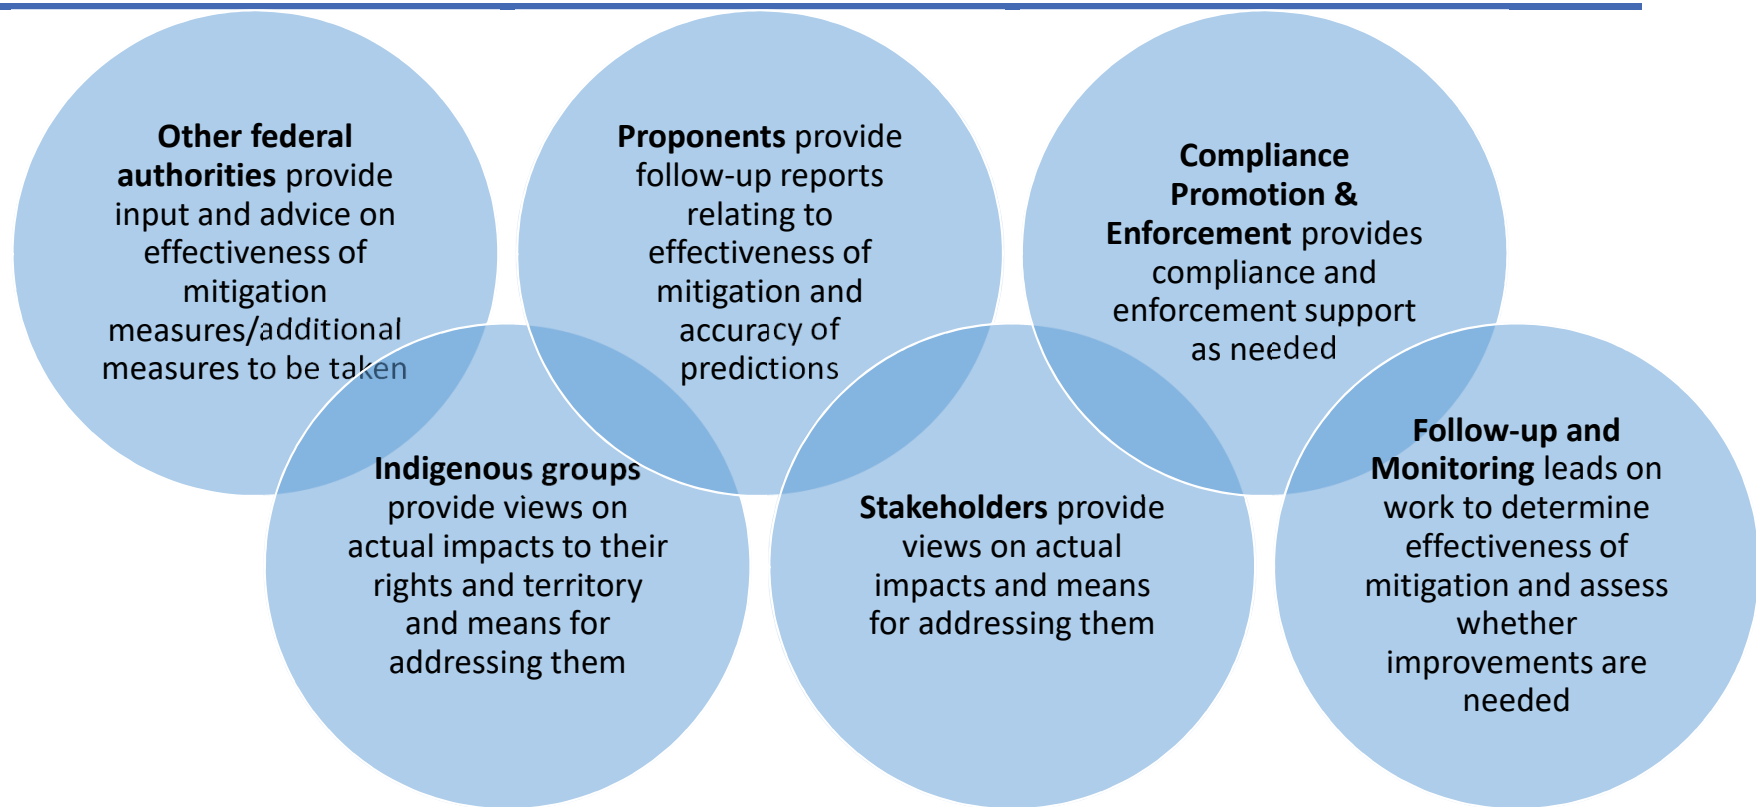 Other federal
authorities provide
input and advice on
effectiveness of
mitigation
measures/additional
measures to be taken
Indigenous groups
provide views on
actual impacts to their
rights and territory
and means for
addressing them
Proponents provide
follow-up reports
relating to
effectiveness of
mitigation and
accuracy of
predictions
Stakeholders provide
views on actual
impacts and means
for addressing them
Compliance
Promotion &
Enforcement provides
compliance and
enforcement support
as needed
Follow-up and
Monitoring leads on
work to determine
effectiveness of
mitigation and assess
whether
improvements are
needed